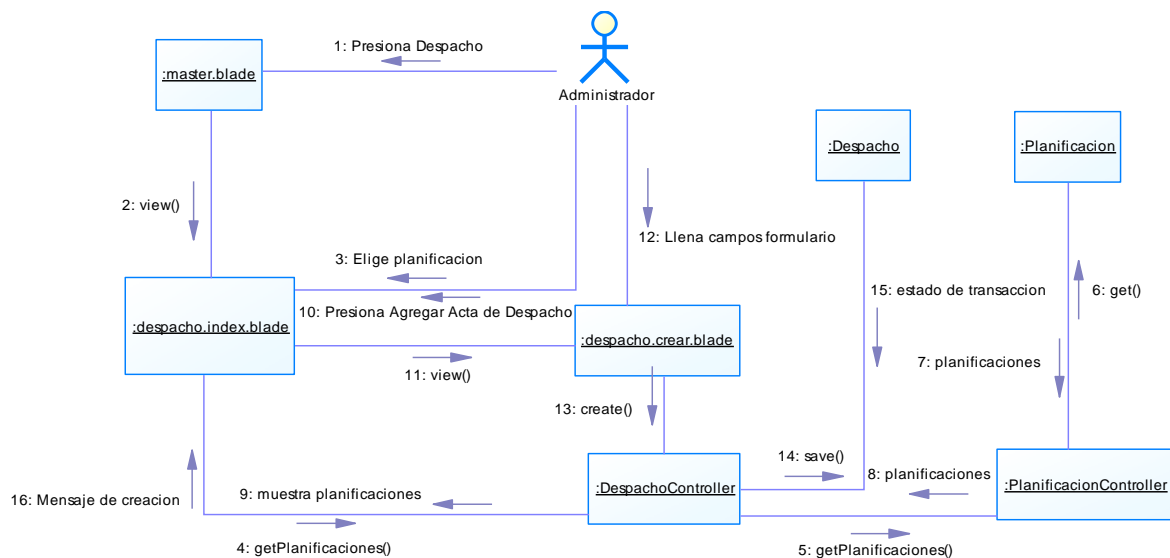 1: Presiona Despacho
:master.blade
Administrador
:Despacho
:Planificacion
2: view()
12: Llena campos formulario
3: Elige planificacion
15: estado de transaccion
6: get()
10: Presiona Agregar Acta de Despacho
:despacho.index.blade
:despacho.crear.blade
11: view()
7: planificaciones
13: create()
14: save()
8: planificaciones
16: Mensaje de creacion
9: muestra planificaciones
:DespachoController
:PlanificacionController
4: getPlanificaciones()
5: getPlanificaciones()